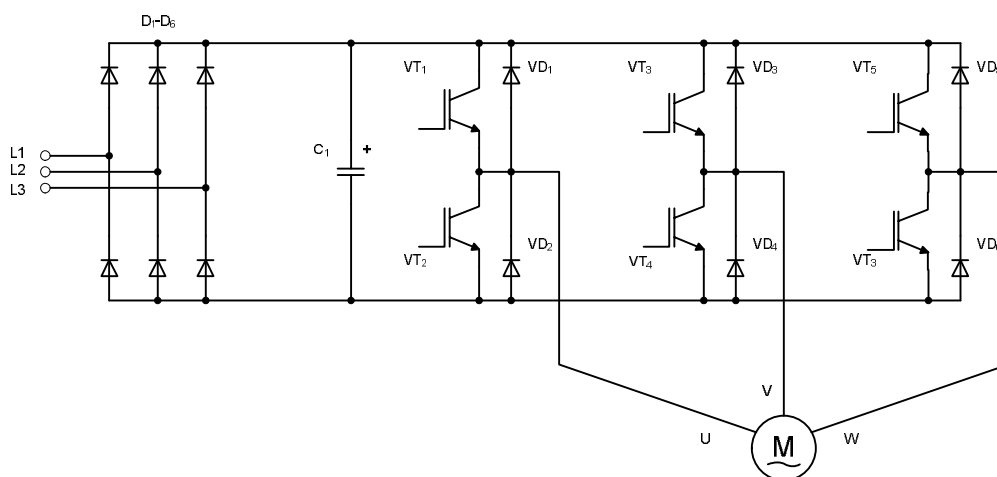 D₁-D₆
VT₁
VD₁
VT₃
VD₃
VT₅
L1
L2
L3
C₁
+
VT₂
VD₂
VT₄
VD₄
VT₃
V
U
W
M